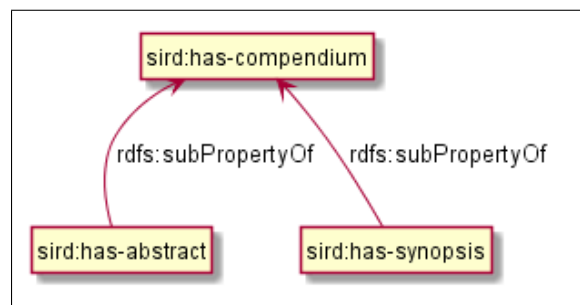 sird:has-compendium
rdfs:subPropertyOf rdfs:subPropertyOf
sird:has-abstract sird:has-synopsis